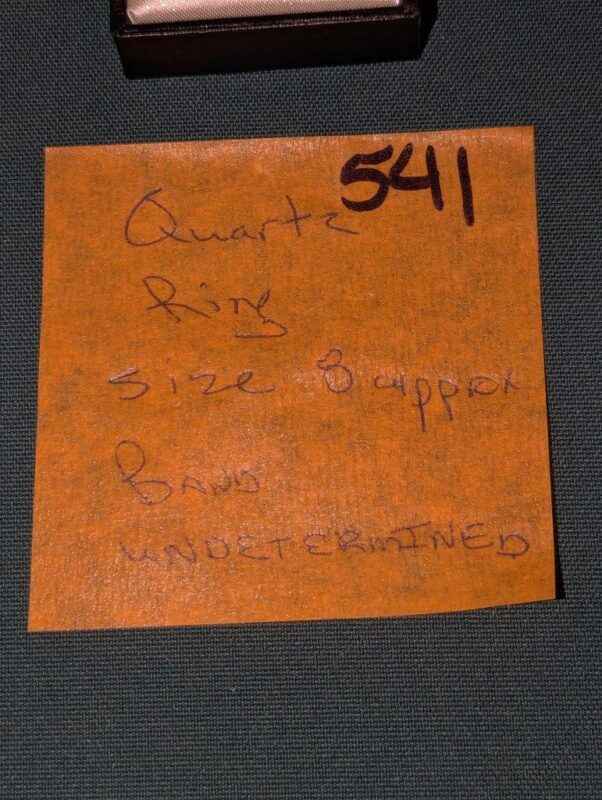 541
Quartz
Ring
Size 8 approx
Band
UNDETERMINED